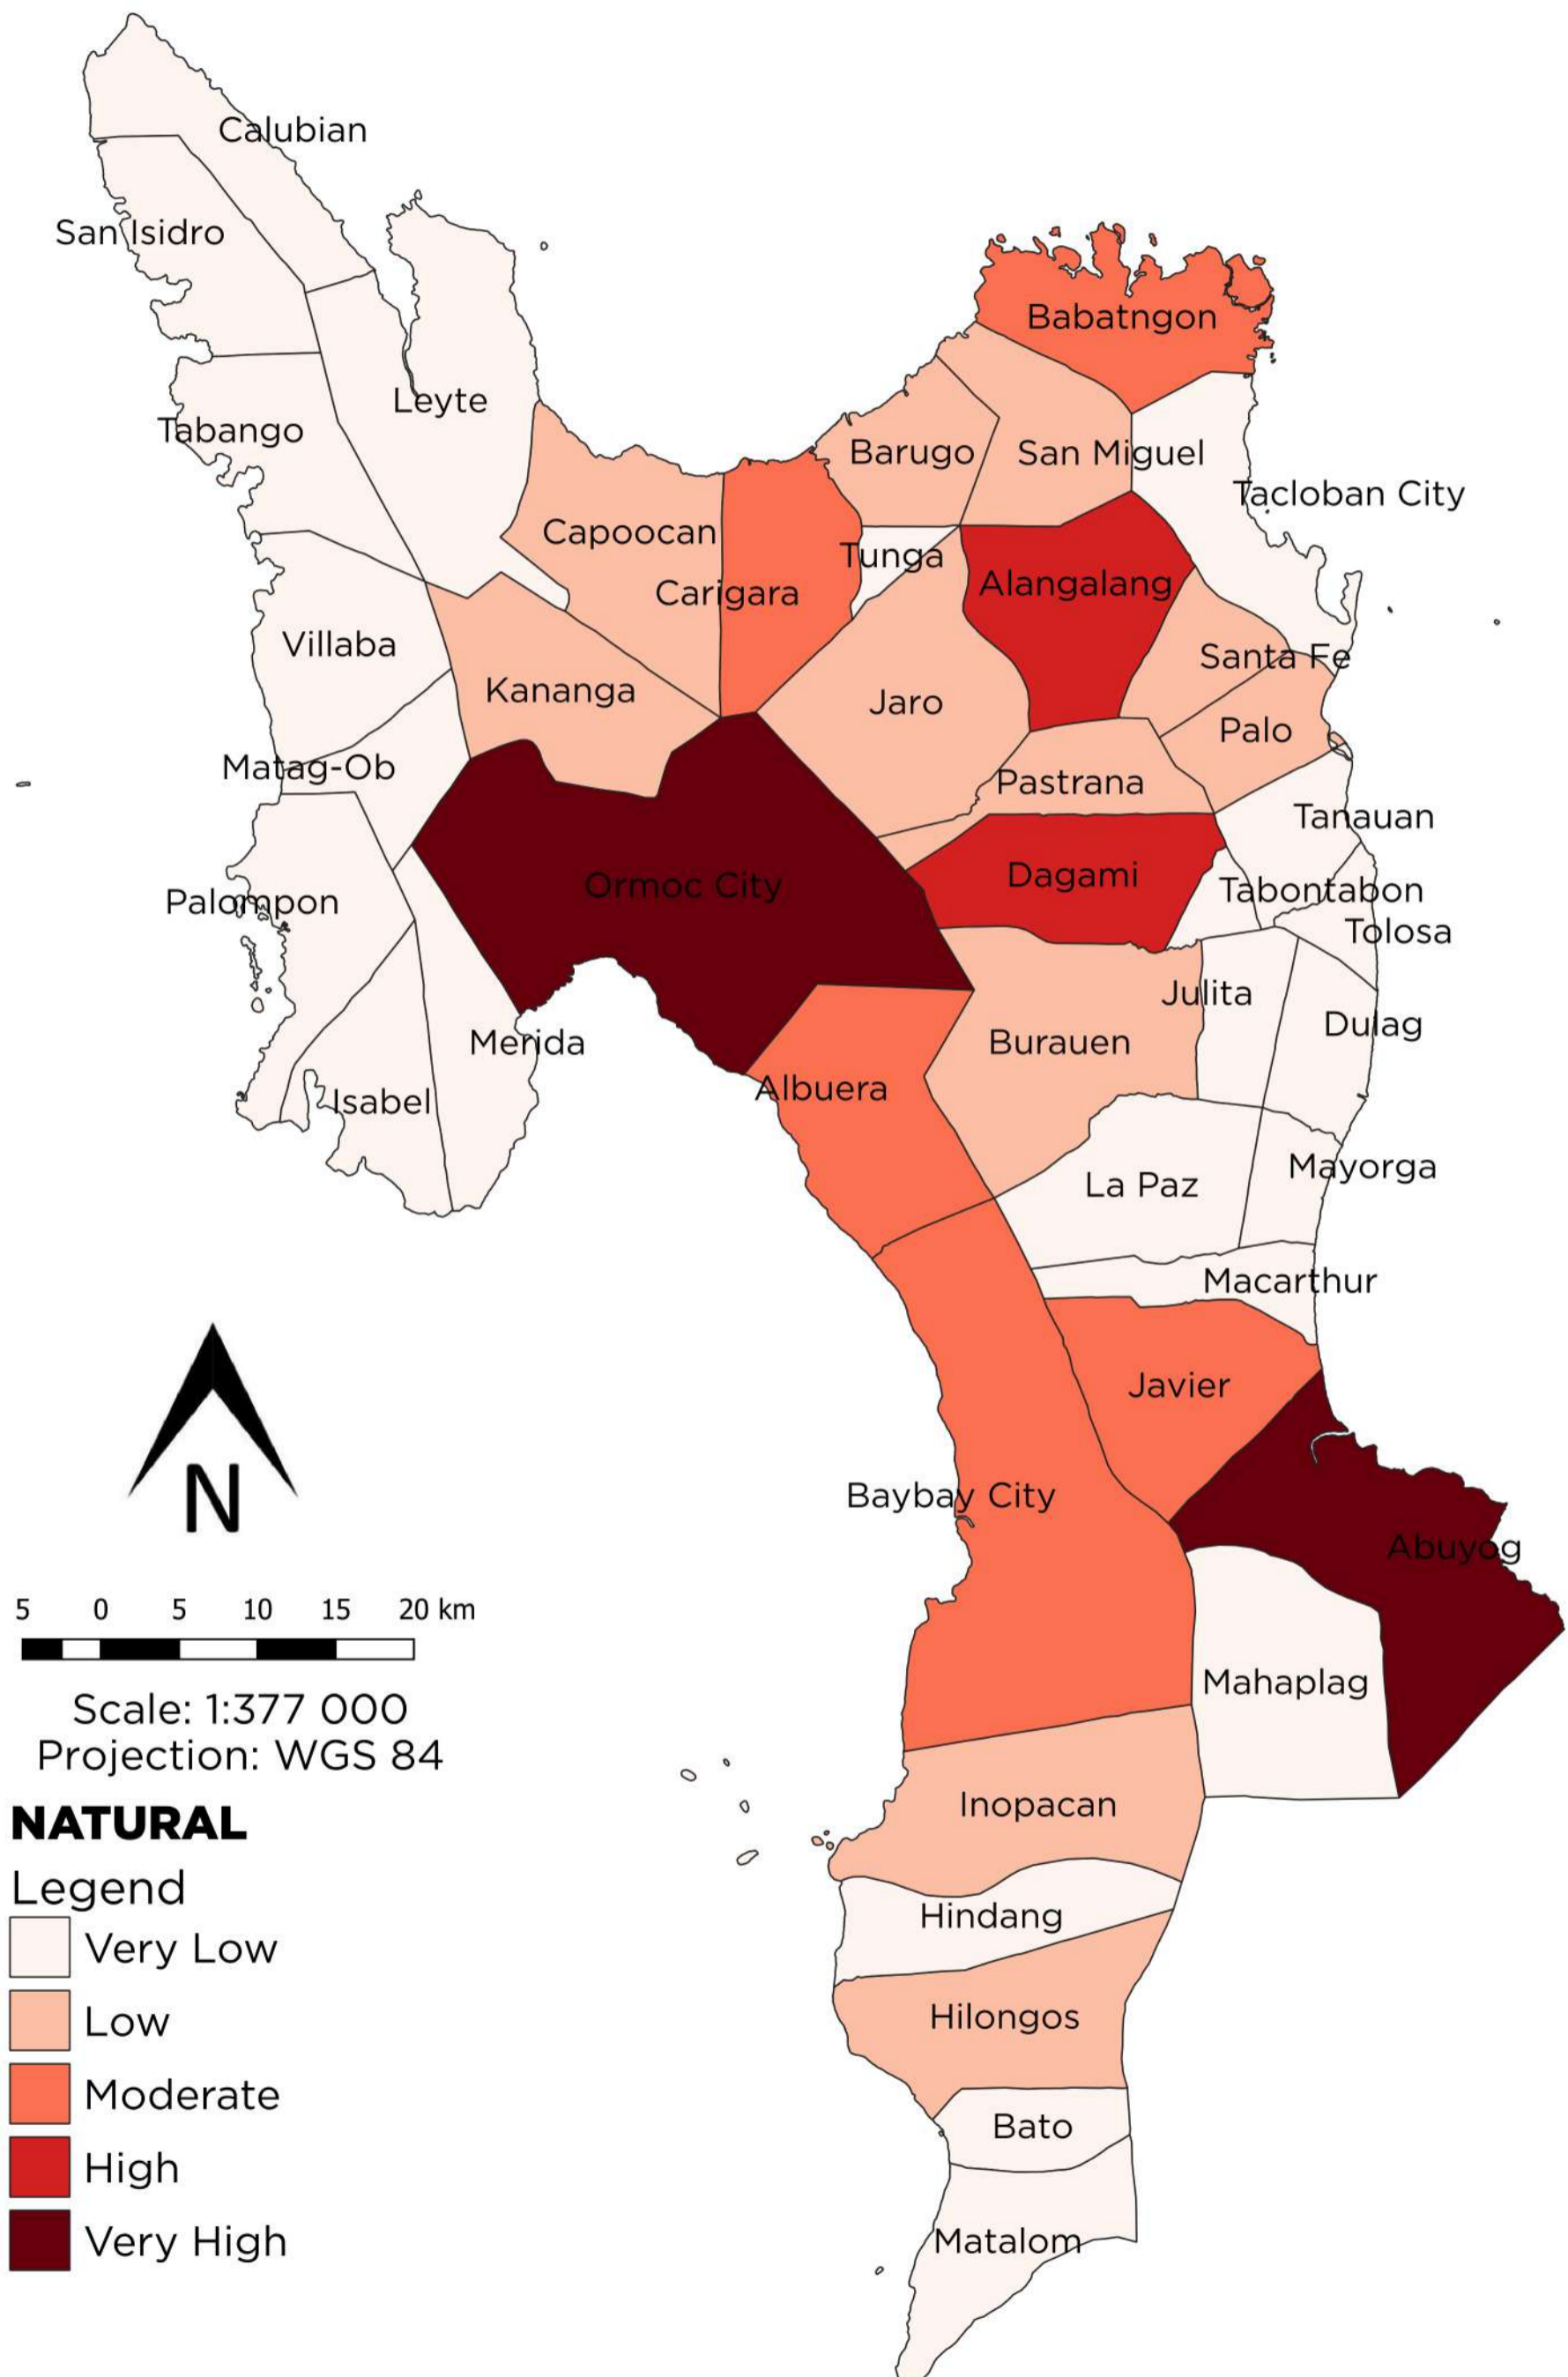 Calubian
San Isidro
Babatngon
Leyte
Tabango
Barugo
San Miguel
Tacloban City
Capoocan
Tunga
Alangalang
Carigara
Villaba
Santa Fe
Kananga
Jaro
Palo
Matag-Ob
Pastrana
Tanauan
Ormoc City
Dagami
Tabontabon
Palompon
Tolosa
Julita
Dulag
Merida
Burauen
Albuera
Isabel
Mayorga
La Paz
Macarthur
Javier
N
Baybay City
Abuyog
5 0 5 10 15 20 km
Mahaplag
Scale: 1:377 000
Projection: WGS 84
Inopacan
NATURAL
Legend
Hindang
Very Low
Hilongos
Low
Moderate
Bato
High
Matalom
Very High